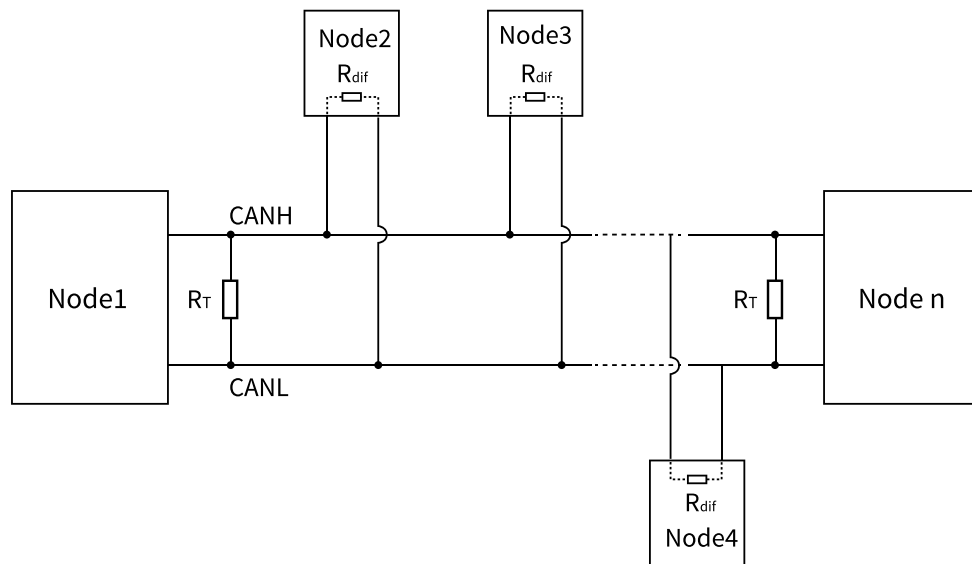 Node2
Rdif
Node3
Rdif
CANH
Node1
RT
RT
Node n
CANL
Rdif
Node4